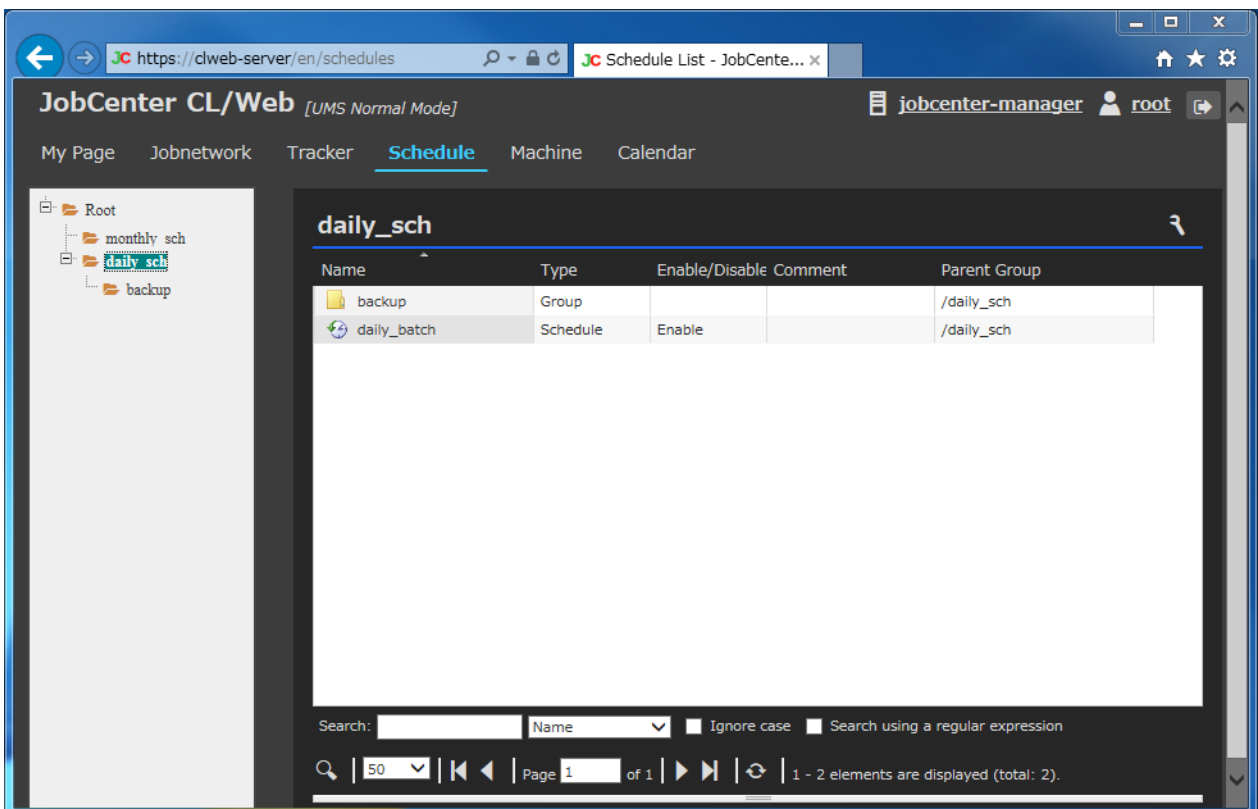 https://clweb-server/en/schedules
JC Schedule List - JobCente...
JobCenter CL/Web [UMS Normal Mode]
jobcenter-manager root
My Page Jobnetwork Tracker Schedule Machine Calendar
Root
monthly_sch
daily_sch
backup
daily_sch
Name Type Enable/Disable Comment Parent Group
backup Group /daily_sch
daily_batch Schedule Enable /daily_sch
Search: Name Ignore case Search using a regular expression
50 Page 1 of 1 1 - 2 elements are displayed (total: 2).